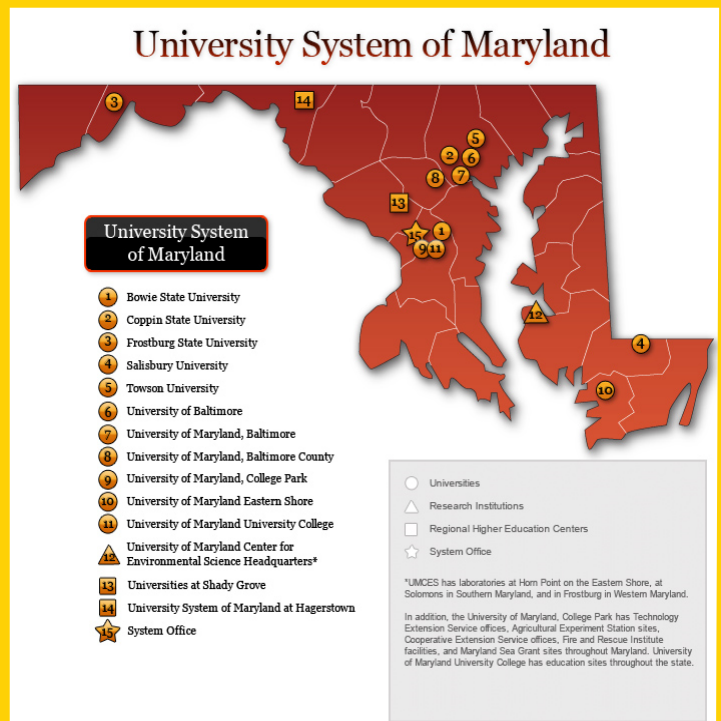 University System of Maryland
3
14
5
2
6
7
8
13
1
15
9
11
12
4
10
University System
of Maryland
1 Bowie State University
2 Coppin State University
3 Frostburg State University
4 Salisbury University
5 Towson University
6 University of Baltimore
7 University of Maryland, Baltimore
8 University of Maryland, Baltimore County
9 University of Maryland, College Park
10 University of Maryland Eastern Shore
11 University of Maryland University College
12 University of Maryland Center for
Environmental Science Headquarters*
13 Universities at Shady Grove
14 University System of Maryland at Hagerstown
15 System Office
Universities
Research Institutions
Regional Higher Education Centers
System Office
*UMCES has laboratories at Horn Point on the Eastern Shore, at
Solomons in Southern Maryland, and in Frostburg in Western Maryland.
In addition, the University of Maryland, College Park has Technology
Extension Service offices, Agricultural Experiment Station sites,
Cooperative Extension Service offices, Fire and Rescue Institute
facilities, and Maryland Sea Grant sites throughout Maryland. University
of Maryland University College has education sites throughout the state.